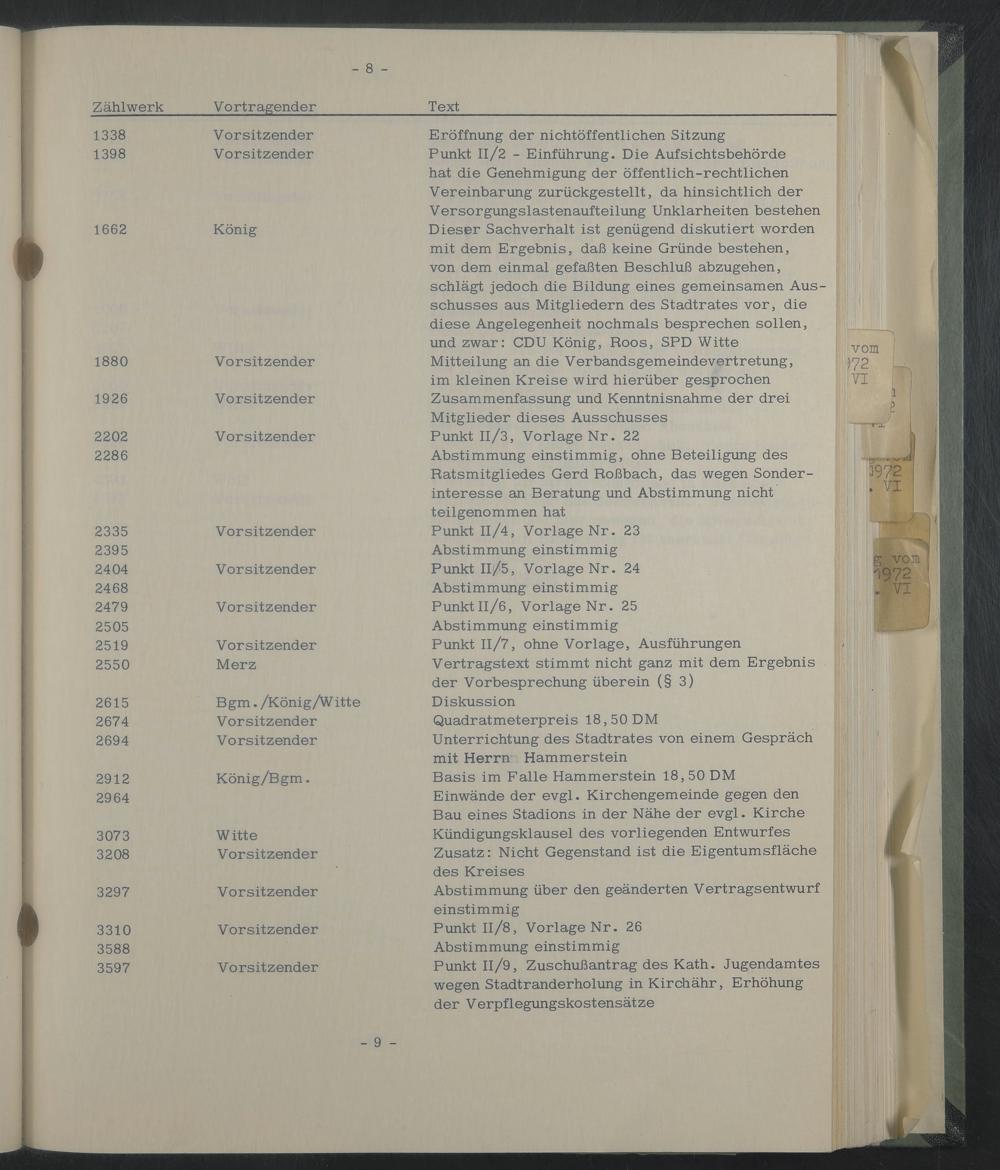 - 8 -
Zählwerk Vortragender Text
1338 Vorsitzender Eröffnung der nichtöffentlichen Sitzung
1398 Vorsitzender Punkt II/2 - Einführung. Die Aufsichtsbehörde
hat die Genehmigung der öffentlich-rechtlichen
Vereinbarung zurückgestellt, da hinsichtlich der
Versorgungslastenaufteilung Unklarheiten bestehen
1662 König Dieser Sachverhalt ist genügend diskutiert worden
mit dem Ergebnis, daß keine Gründe bestehen,
von dem einmal gefaßten Beschluß abzugehen,
schlägt jedoch die Bildung eines gemeinsamen Aus-
schusses aus Mitgliedern des Stadtrates vor, die
diese Angelegenheit nochmals besprechen sollen,
und zwar: CDU König, Roos, SPD Witte
1880 Vorsitzender Mitteilung an die Verbandsgemeindevertretung,
im kleinen Kreise wird hierüber gesprochen
1926 Vorsitzender Zusammenfassung und Kenntnisnahme der drei
Mitglieder dieses Ausschusses
2202 Vorsitzender Punkt II/3, Vorlage Nr. 22
2286 Abstimmung einstimmig, ohne Beteiligung des
Ratsmitgliedes Gerd Roßbach, das wegen Sonder-
interesse an Beratung und Abstimmung nicht
teilgenommen hat
2335 Vorsitzender Punkt II/4, Vorlage Nr. 23
2395 Abstimmung einstimmig
2404 Vorsitzender Punkt II/5, Vorlage Nr. 24
2468 Abstimmung einstimmig
2479 Vorsitzender Punkt II/6, Vorlage Nr. 25
2505 Abstimmung einstimmig
2519 Vorsitzender Punkt II/7, ohne Vorlage, Ausführungen
2550 Merz Vertragstext stimmt nicht ganz mit dem Ergebnis
der Vorbesprechung überein (§ 3)
2615 Bgm./König/Witte Diskussion
2674 Vorsitzender Quadratmeterpreis 18,50 DM
2694 Vorsitzender Unterrichtung des Stadtrates von einem Gespräch
mit Herrn Hammerstein
2912 König/Bgm. Basis im Falle Hammerstein 18,50 DM
2964 Einwände der evgl. Kirchengemeinde gegen den
Bau eines Stadions in der Nähe der evgl. Kirche
3073 Witte Kündigungsklausel des vorliegenden Entwurfes
3208 Vorsitzender Zusatz: Nicht Gegenstand ist die Eigentumsfläche
des Kreises
3297 Vorsitzender Abstimmung über den geänderten Vertragsentwurf
einstimmig
3310 Vorsitzender Punkt II/8, Vorlage Nr. 26
3588 Abstimmung einstimmig
3597 Vorsitzender Punkt II/9, Zuschußantrag des Kath. Jugendamtes
wegen Stadtranderholung in Kirchähr, Erhöhung
der Verpflegungskostensätze
- 9 -
vom
72
VI
1972
. VI
vom
1972
. VI